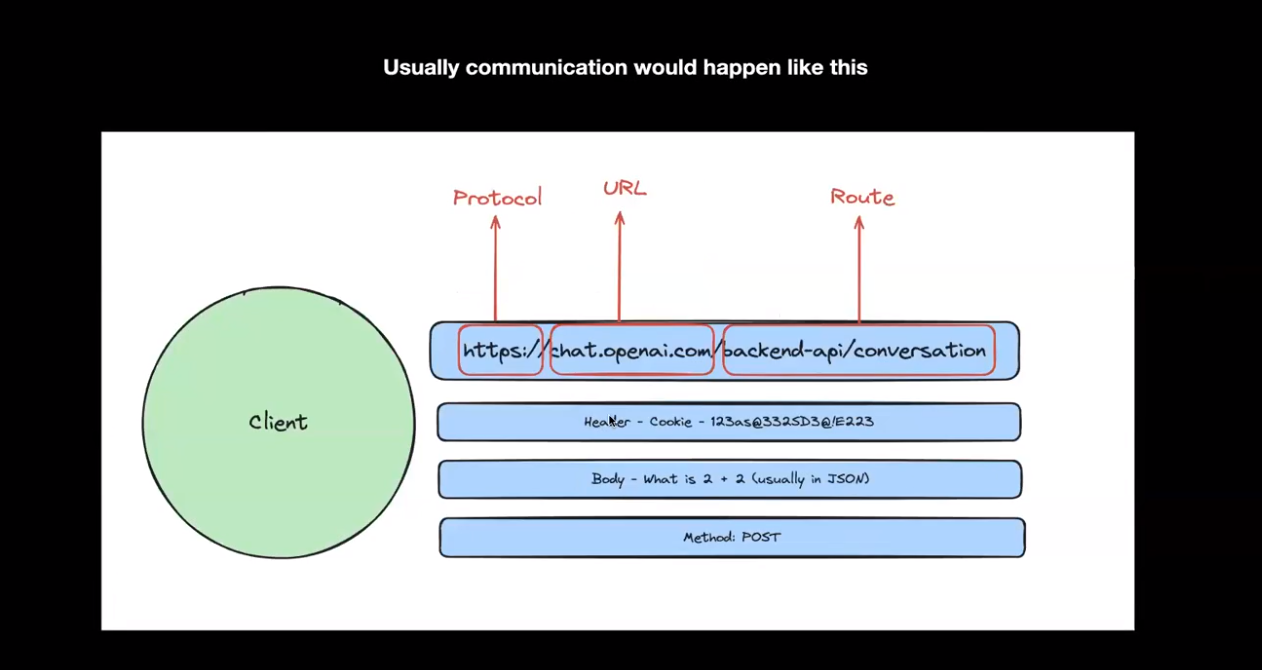 Usually communication would happen like this
Protocol
URL
Route
https://chat.openai.com/backend-api/conversation
Client
Header - Cookie - 123as@3325D3@!E223
Body - What is 2 + 2 (usually in JSON)
Method: POST